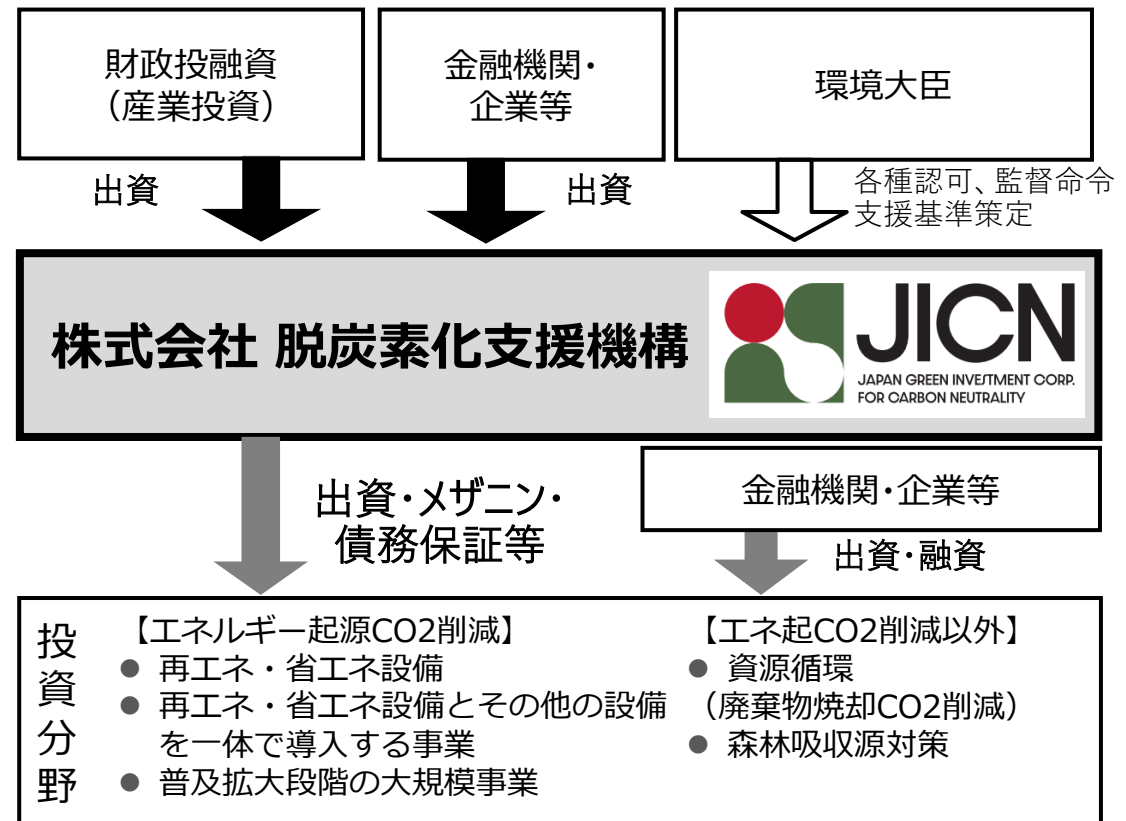 財政投融資
（産業投資）
金融機関・
企業等
環境大臣
出資
出資
各種認可、監督命令
支援基準策定
株式会社 脱炭素化支援機構
JICN
JAPAN GREEN INVESTMENT CORP.
FOR CARBON NEUTRALITY
出資・メザニン・
債務保証等
金融機関・企業等
出資・融資
投資分野
【エネルギー起源CO2削減】
● 再エネ・省エネ設備
● 再エネ・省エネ設備とその他の設備
を一体で導入する事業
● 普及拡大段階の大規模事業
【エネ起CO2削減以外】
● 資源循環
（廃棄物焼却CO2削減）
● 森林吸収源対策